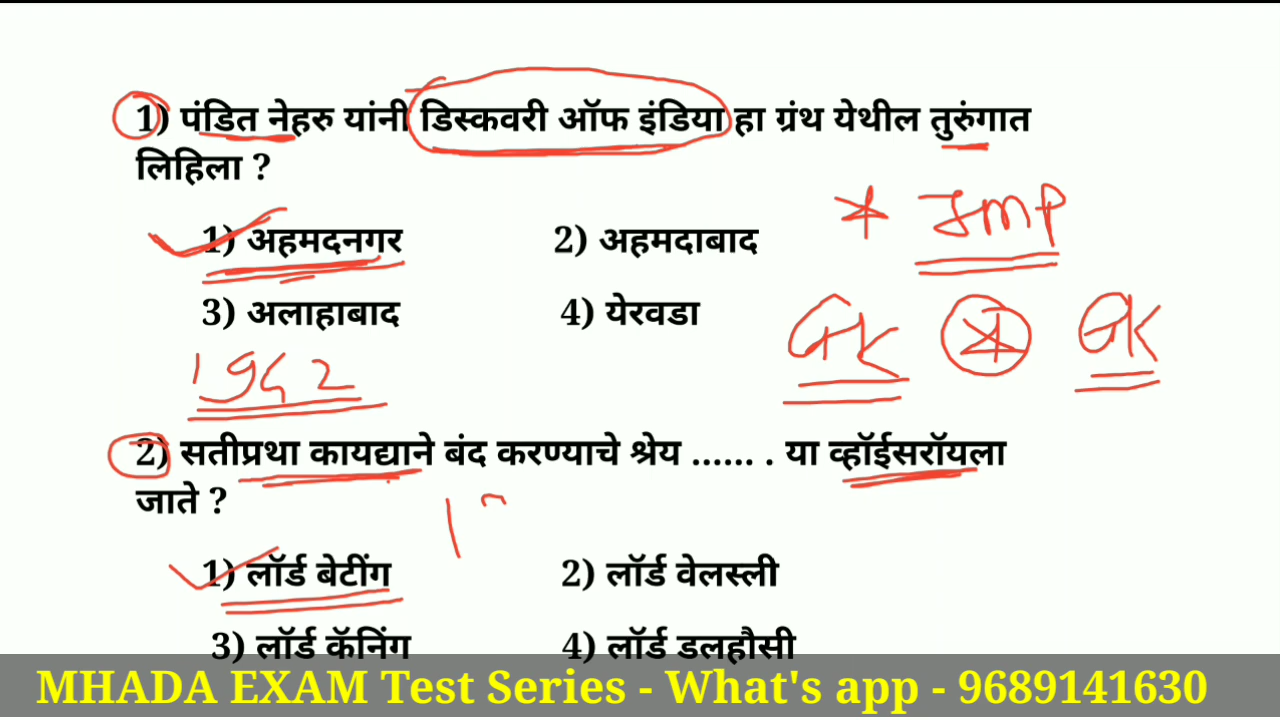 1) पंडित नेहरु यांनी डिस्कवरी ऑफ इंडिया हा ग्रंथ येथील तुरुंगात
लिहिला ?
* IMP
1) अहमदनगर 2) अहमदाबाद
3) अलाहाबाद 4) येरवडा
GK * GK
1942
2) सतीप्रथा कायद्याने बंद करण्याचे श्रेय ...... . या व्हॉईसरॉयला
जाते ?
1) लॉर्ड बेटींग 2) लॉर्ड वेलस्ली
3) लॉर्ड कॅनिंग 4) लॉर्ड डलहौसी
MHADA EXAM Test Series - What's app - 9689141630